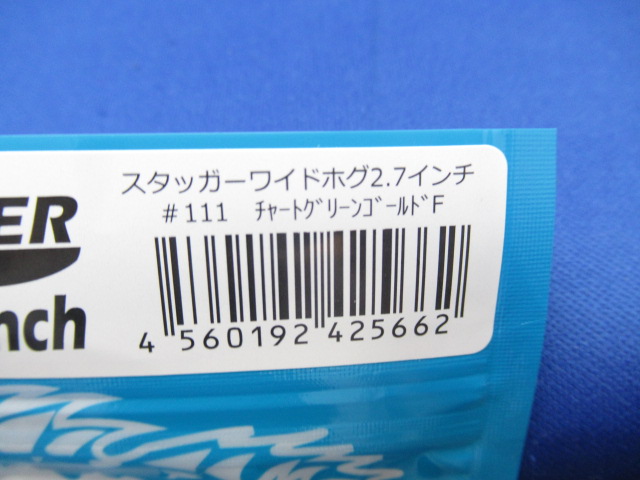 スタッガーワイドホグ2.7インチ
#111 ﾁｬｰﾄｸﾞﾘｰﾝｺﾞｰﾙﾄﾞF
ER
nch
4 560192 425662